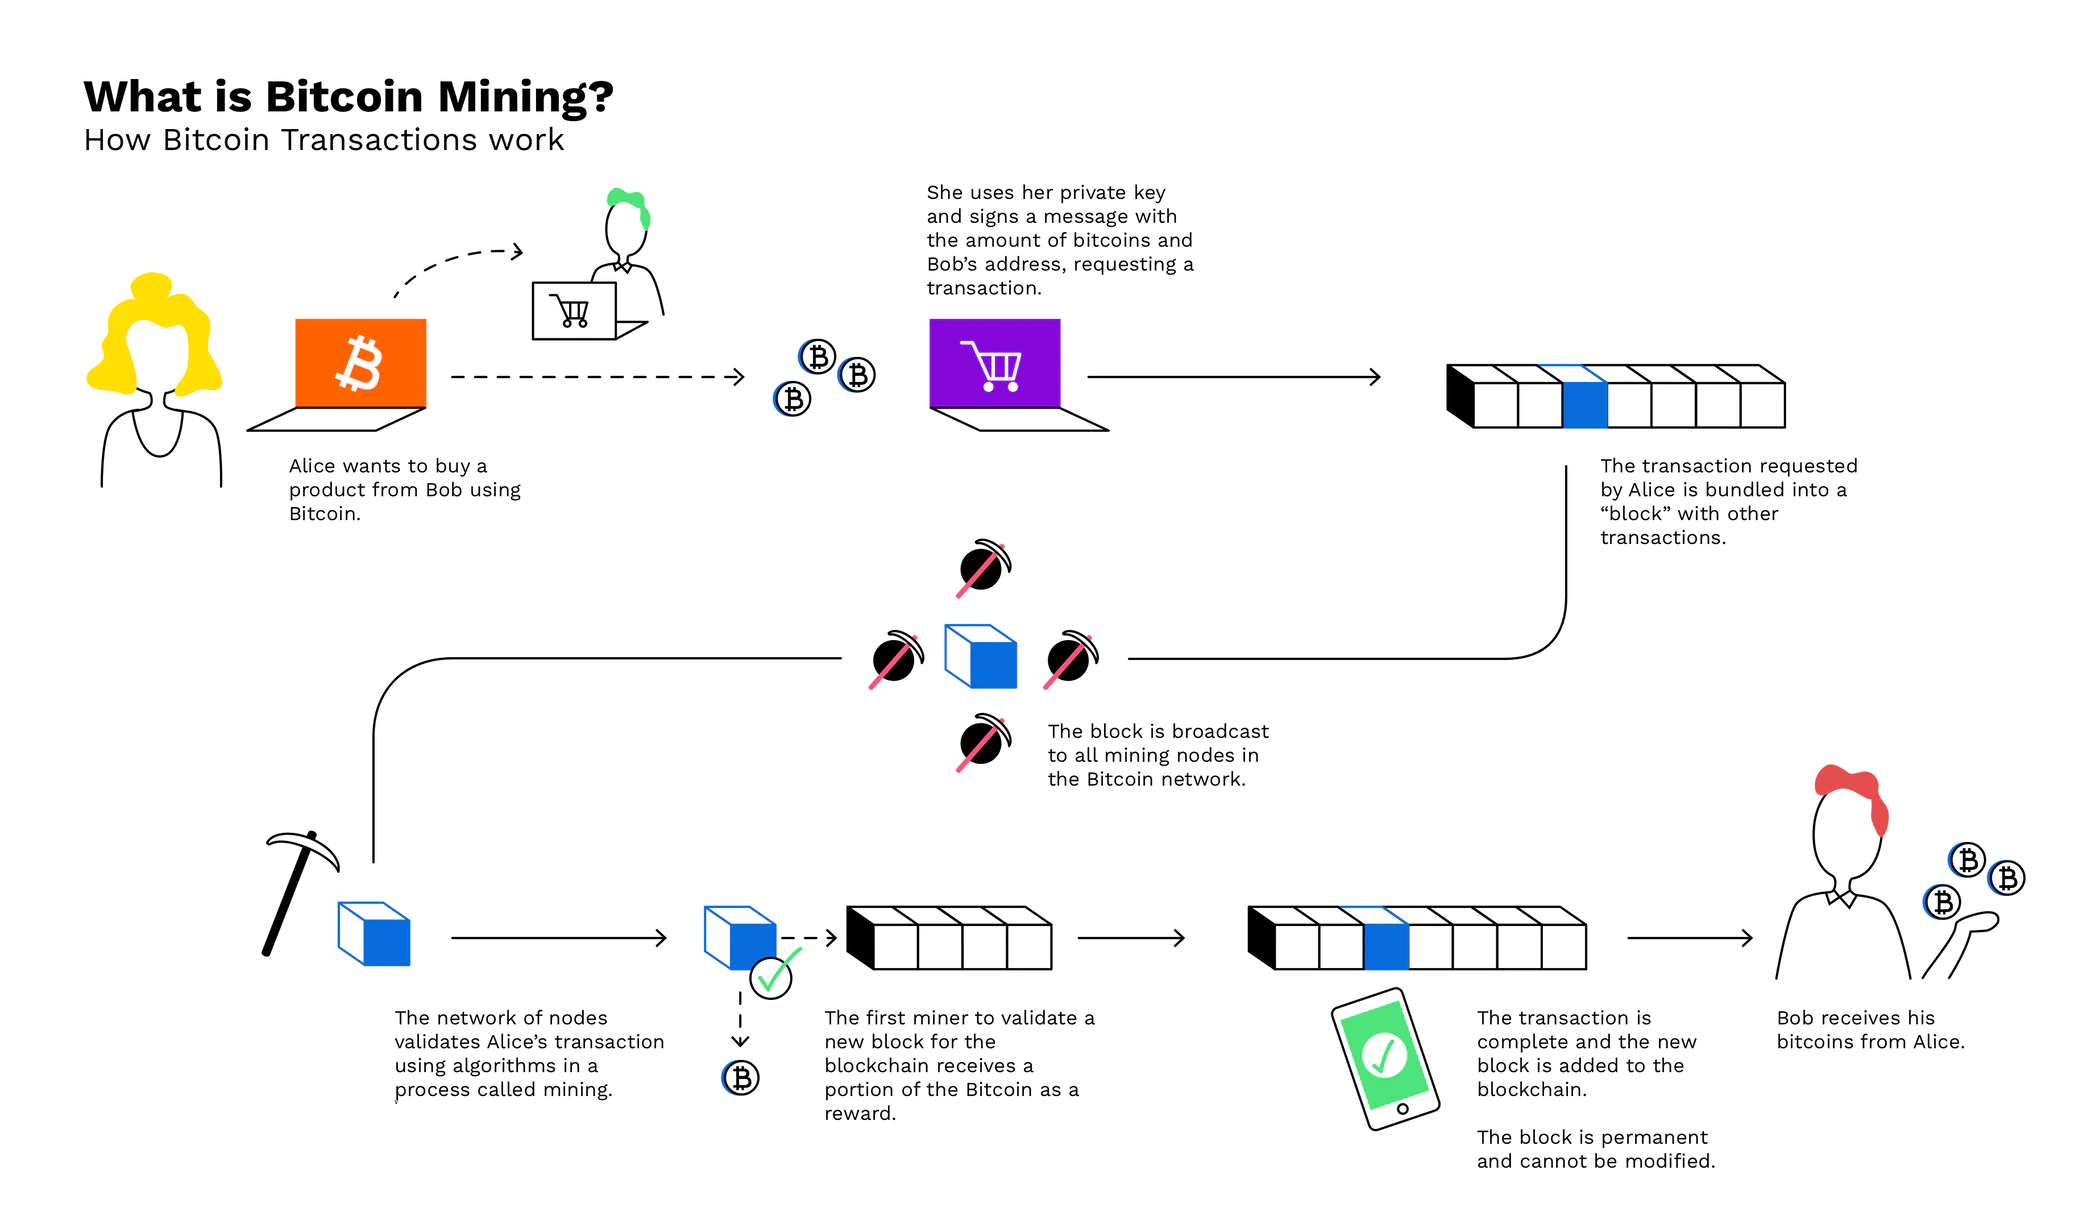 What is Bitcoin Mining?
How Bitcoin Transactions work
She uses her private key
and signs a message with
the amount of bitcoins and
Bob's address, requesting a
transaction.
Alice wants to buy a
product from Bob using
Bitcoin.
The transaction requested
by Alice is bundled into a
“block” with other
transactions.
The block is broadcast
to all mining nodes in
the Bitcoin network.
The network of nodes
validates Alice's transaction
using algorithms in a
process called mining.
The first miner to validate a
new block for the
blockchain receives a
portion of the Bitcoin as a
reward.
The transaction is
complete and the new
block is added to the
blockchain.
The block is permanent
and cannot be modified.
Bob receives his
bitcoins from Alice.